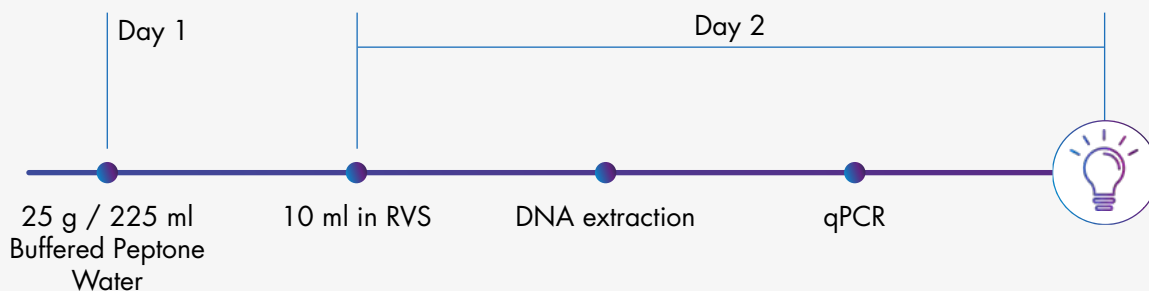 Day 1
Day 2
25 g / 225 ml
Buffered Peptone
Water
10 ml in RVS
DNA extraction
qPCR